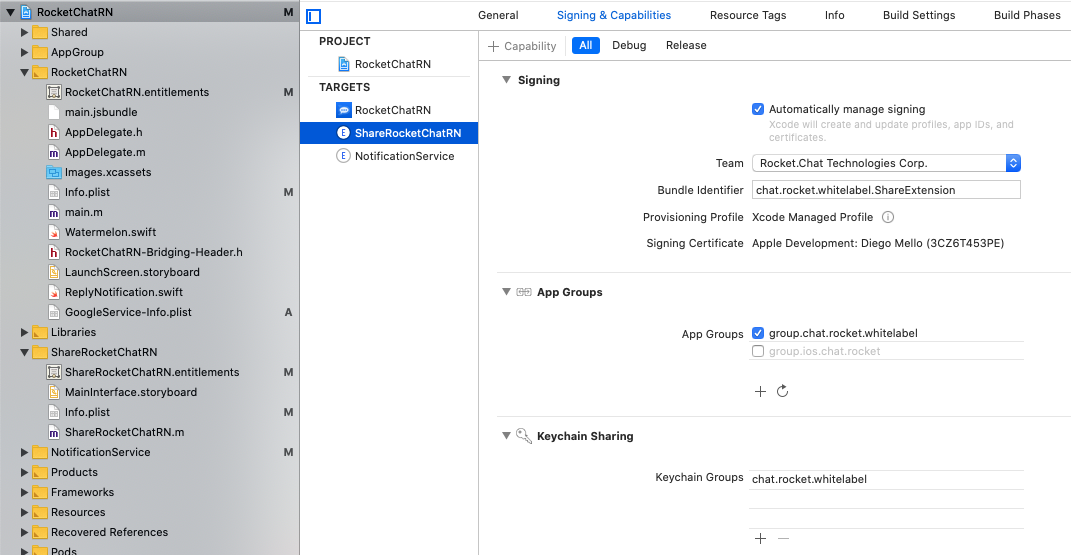 RocketChatRN M
Shared
AppGroup
RocketChatRN
RocketChatRN.entitlements M
main.jsbundle
AppDelegate.h
AppDelegate.m
Images.xcassets
Info.plist M
main.m
Watermelon.swift
RocketChatRN-Bridging-Header.h
LaunchScreen.storyboard
ReplyNotification.swift
GoogleService-Info.plist A
Libraries
ShareRocketChatRN
ShareRocketChatRN.entitlements M
MainInterface.storyboard
Info.plist M
ShareRocketChatRN.m
NotificationService M
Products
Frameworks
Resources
Recovered References
Pods
PROJECT
RocketChatRN
TARGETS
RocketChatRN
E ShareRocketChatRN
E NotificationService
General Signing & Capabilities Resource Tags Info Build Settings Build Phases
+ Capability All Debug Release
Signing
Automatically manage signing
Xcode will create and update profiles, app IDs, and
certificates.
Team Rocket.Chat Technologies Corp.
Bundle Identifier chat.rocket.whitelabel.ShareExtension
Provisioning Profile Xcode Managed Profile
Signing Certificate Apple Development: Diego Mello (3CZ6T453PE)
App Groups
App Groups group.chat.rocket.whitelabel
group.ios.chat.rocket
Keychain Sharing
Keychain Groups chat.rocket.whitelabel